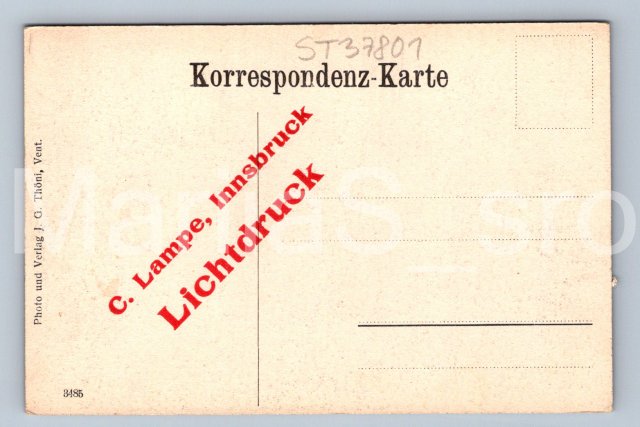 ST37801
Korrespondenz-Karte
C. Lampe, Innsbruck
Lichtdruck
Photo und Verlag J. G. Thöni, Vent.
3485